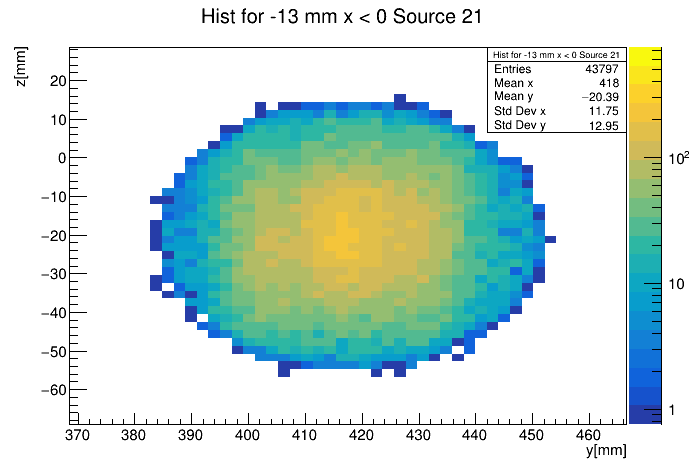 Hist for -13 mm x < 0 Source 21
z[mm]
Hist for -13 mm x < 0 Source 21
Entries 43797
Mean x 418
Mean y −20.39
Std Dev x 11.75
Std Dev y 12.95
20
10
0
−10
−20
−30
−40
−50
−60
10²
10
1
370 380 390 400 410 420 430 440 450 460
y[mm]